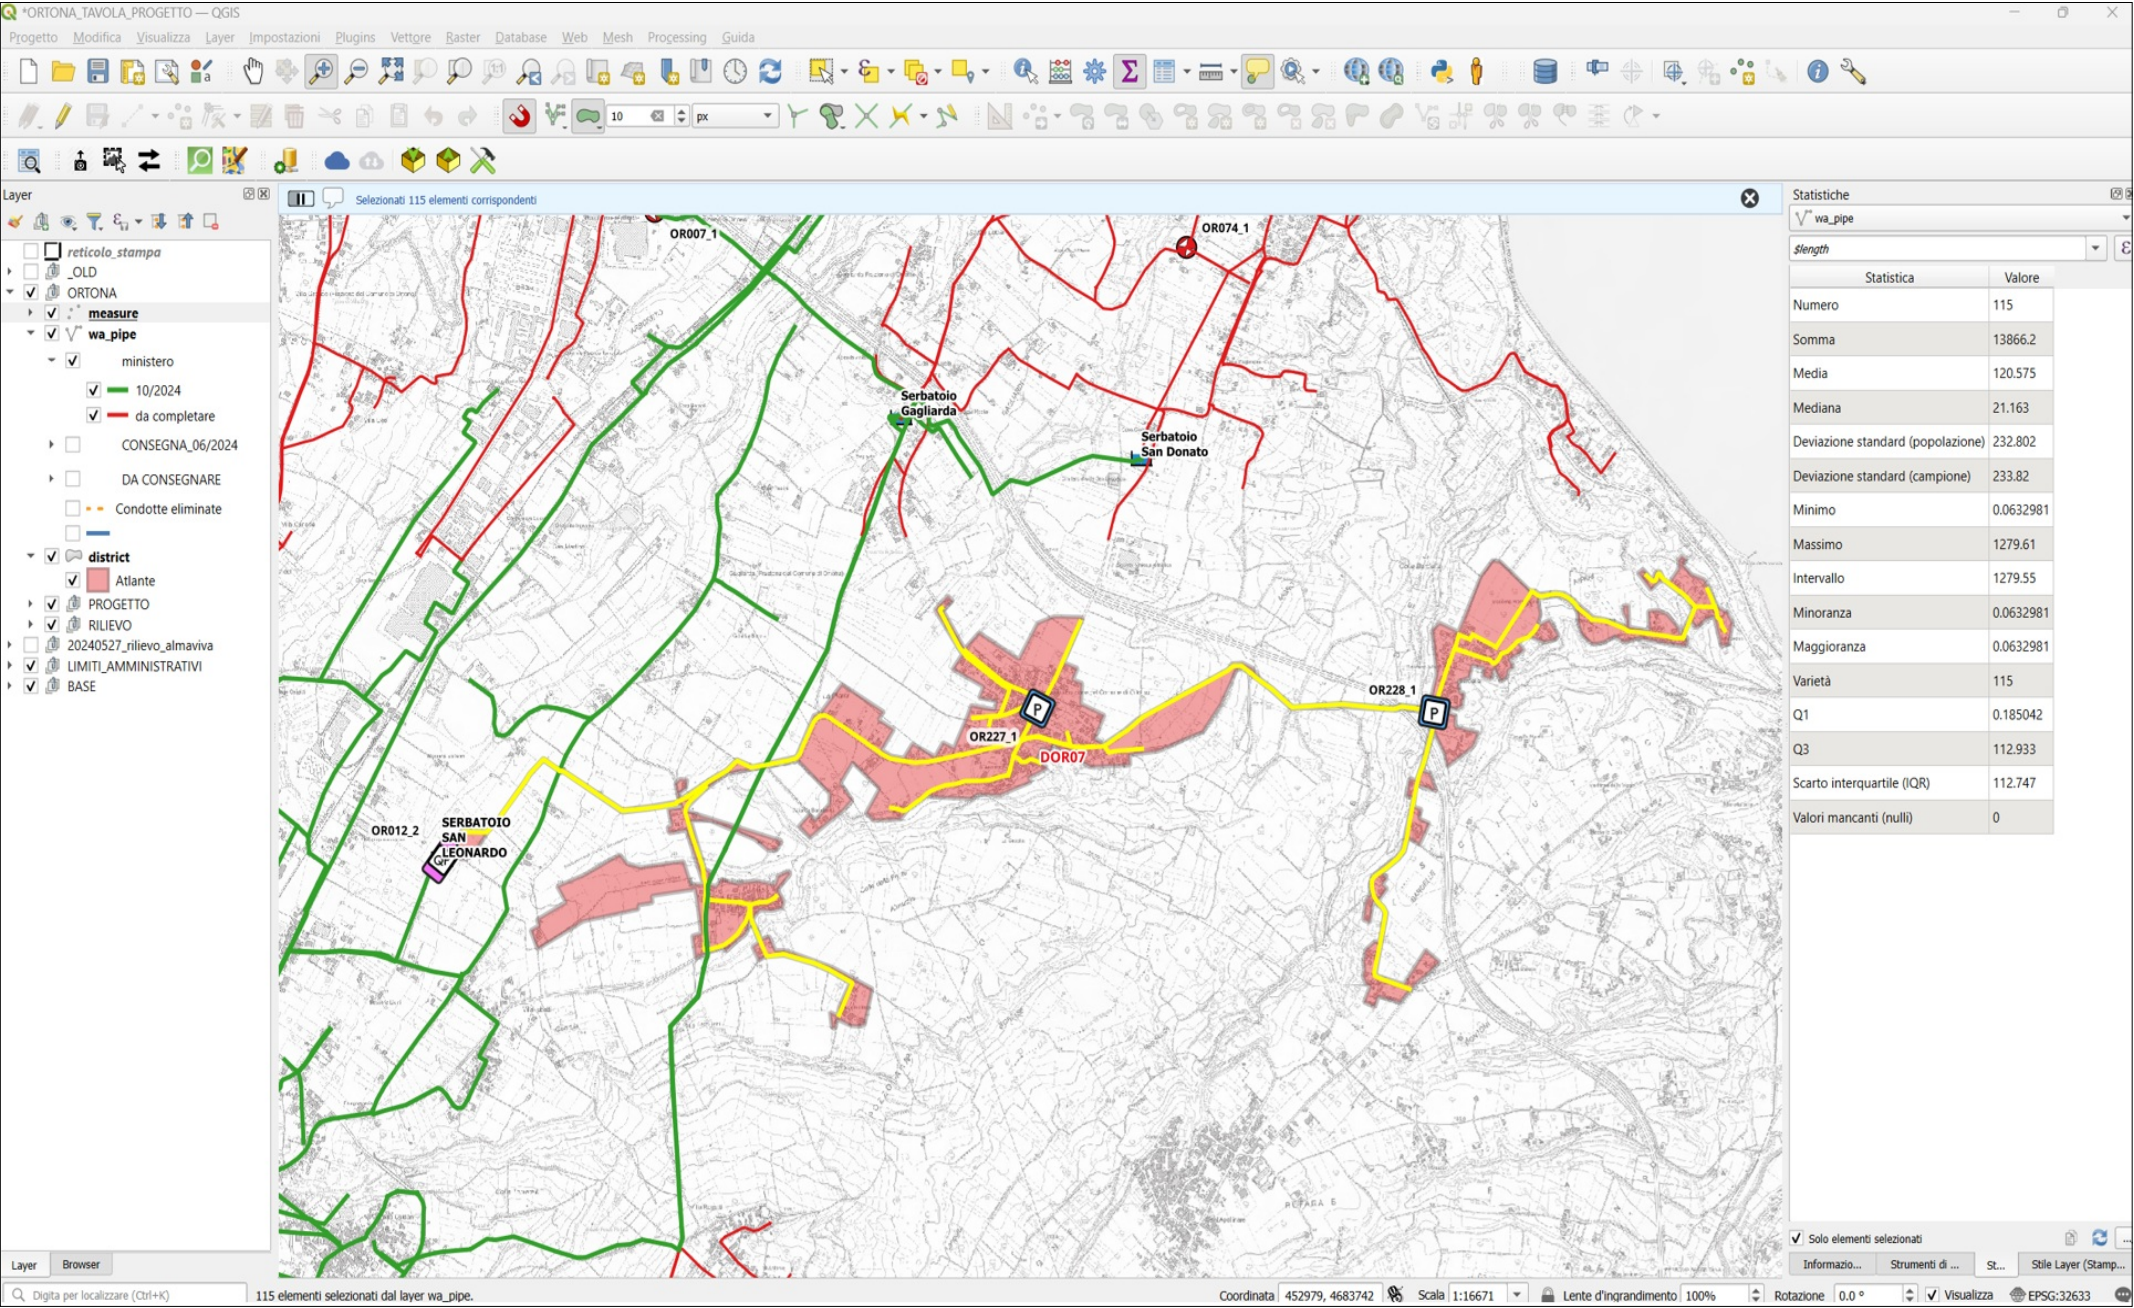 *ORTONA_TAVOLA_PROGETTO — QGIS
Progetto Modifica Visualizza Layer Impostazioni Plugins Vettore Raster Database Web Mesh Processing Guida
10 px
Layer
Selezionati 115 elementi corrispondenti
reticolo_stampa
_OLD
ORTONA
measure
wa_pipe
ministero
10/2024
da completare
CONSEGNA_06/2024
DA CONSEGNARE
Condotte eliminate
district
Atlante
PROGETTO
RILIEVO
20240527_rilievo_almaviva
LIMITI_AMMINISTRATIVI
BASE
OR007_1
OR074_1
Serbatoio
Gagliarda
Serbatoio
San Donato
OR228_1
P
P
OR227_1
DOR07
OR012_2
SERBATOIO
SAN
LEONARDO
Statistiche
wa_pipe
$length
Statistica Valore
Numero 115
Somma 13866.2
Media 120.575
Mediana 21.163
Deviazione standard (popolazione) 232.802
Deviazione standard (campione) 233.82
Minimo 0.0632981
Massimo 1279.61
Intervallo 1279.55
Minoranza 0.0632981
Maggioranza 0.0632981
Varietà 115
Q1 0.185042
Q3 112.933
Scarto interquartile (IQR) 112.747
Valori mancanti (nulli) 0
Solo elementi selezionati
Layer Browser
Informazio... Strumenti di ... St... Stile Layer (Stamp...
Digita per localizzare (Ctrl+K) 115 elementi selezionati dal layer wa_pipe. Coordinata 452979, 4683742 Scala 1:16671 Lente d'ingrandimento 100% Rotazione 0.0 ° Visualizza EPSG:32633